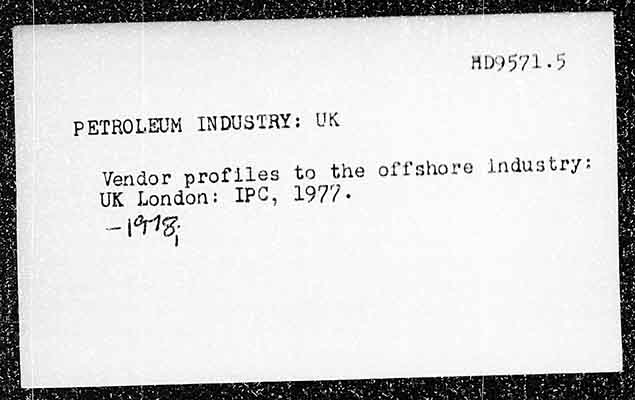 HD9571.5
PETROLEUM INDUSTRY: UK
Vendor profiles to the offshore industry:
UK London: IPC, 1977.
-1978;